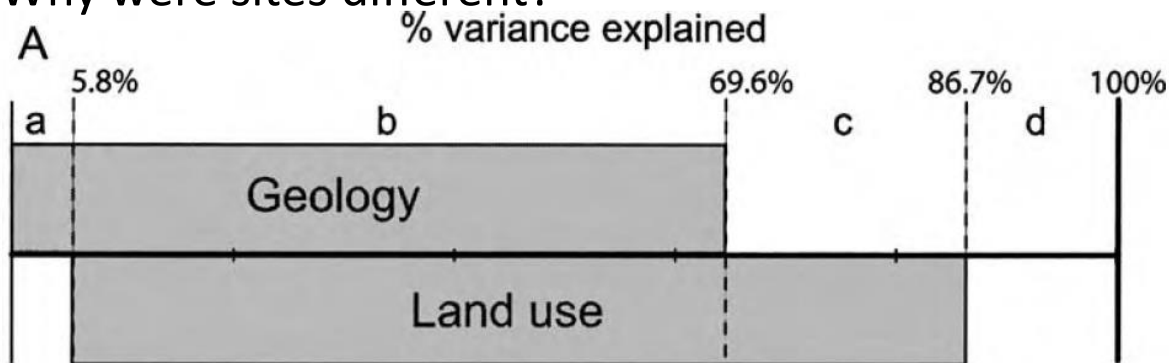 Why were sites different?
A
% variance explained
5.8% 69.6% 86.7% 100%
a b c d
Geology
Land use